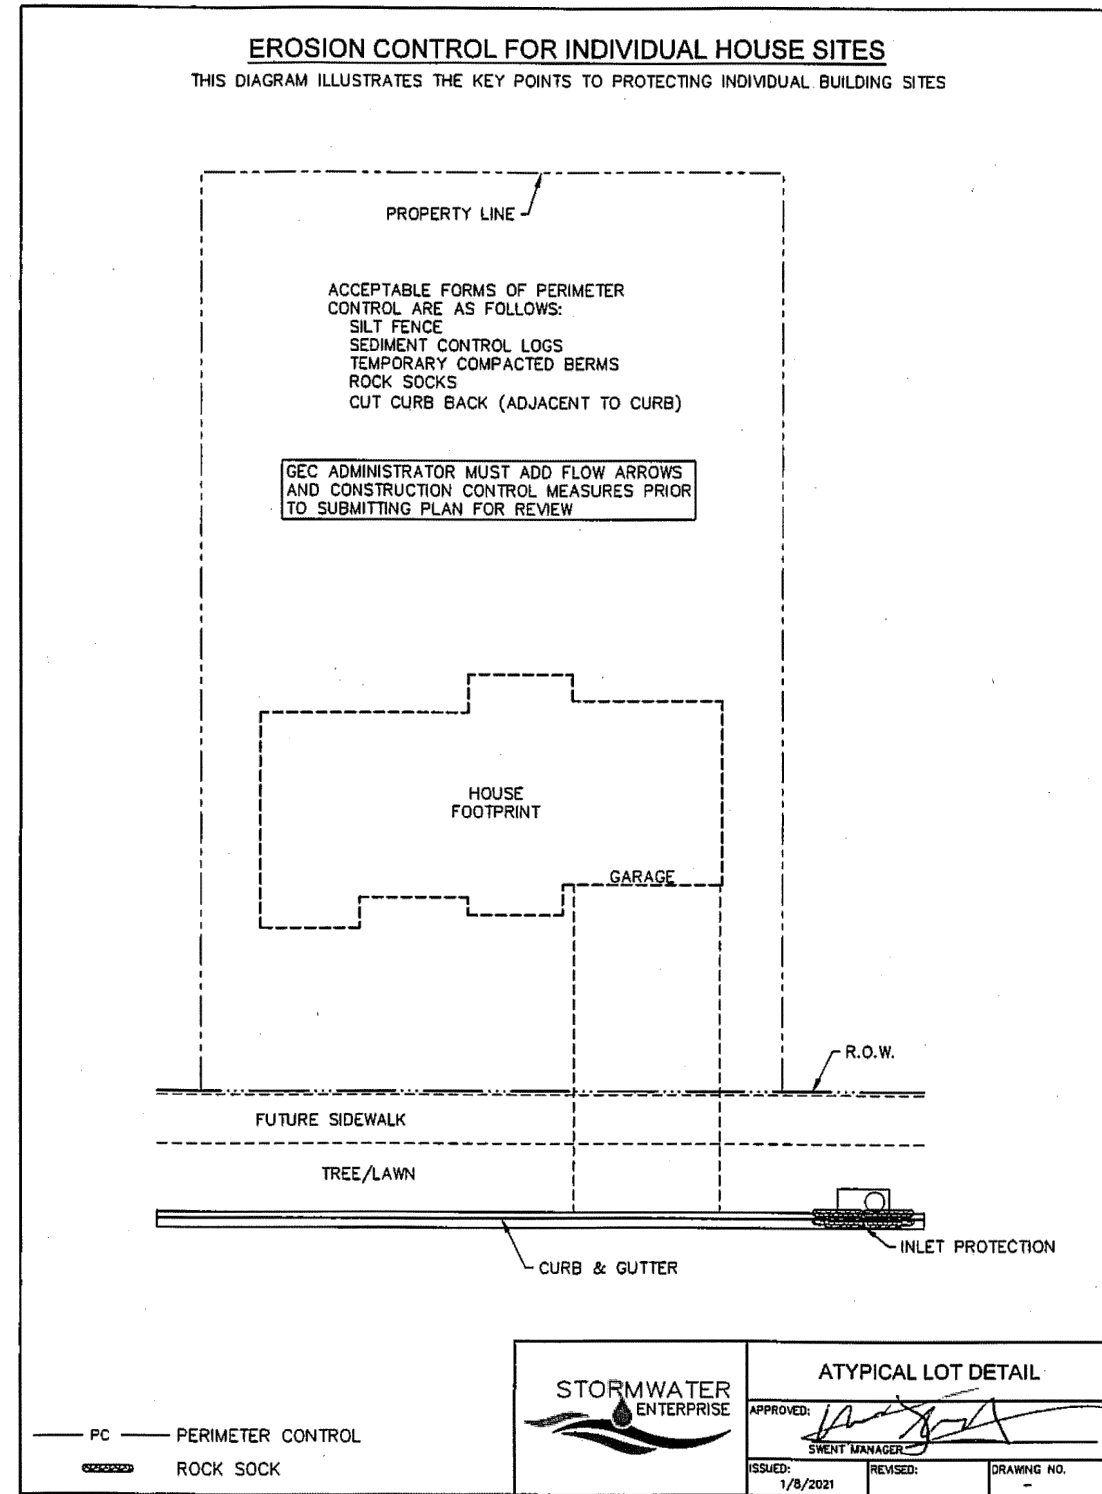 EROSION CONTROL FOR INDIVIDUAL HOUSE SITES
THIS DIAGRAM ILLUSTRATES THE KEY POINTS TO PROTECTING INDIVIDUAL BUILDING SITES
PROPERTY LINE
ACCEPTABLE FORMS OF PERIMETER
CONTROL ARE AS FOLLOWS:
SILT FENCE
SEDIMENT CONTROL LOGS
TEMPORARY COMPACTED BERMS
ROCK SOCKS
CUT CURB BACK (ADJACENT TO CURB)
GEC ADMINISTRATOR MUST ADD FLOW ARROWS
AND CONSTRUCTION CONTROL MEASURES PRIOR
TO SUBMITTING PLAN FOR REVIEW
HOUSE
FOOTPRINT
GARAGE
R.O.W.
FUTURE SIDEWALK
TREE/LAWN
INLET PROTECTION
CURB & GUTTER
PC PERIMETER CONTROL
ROCK SOCK
STORMWATER
ENTERPRISE
ATYPICAL LOT DETAIL
APPROVED:
SWENT MANAGER
ISSUED:
1/8/2021
REVISED:
DRAWING NO.
-